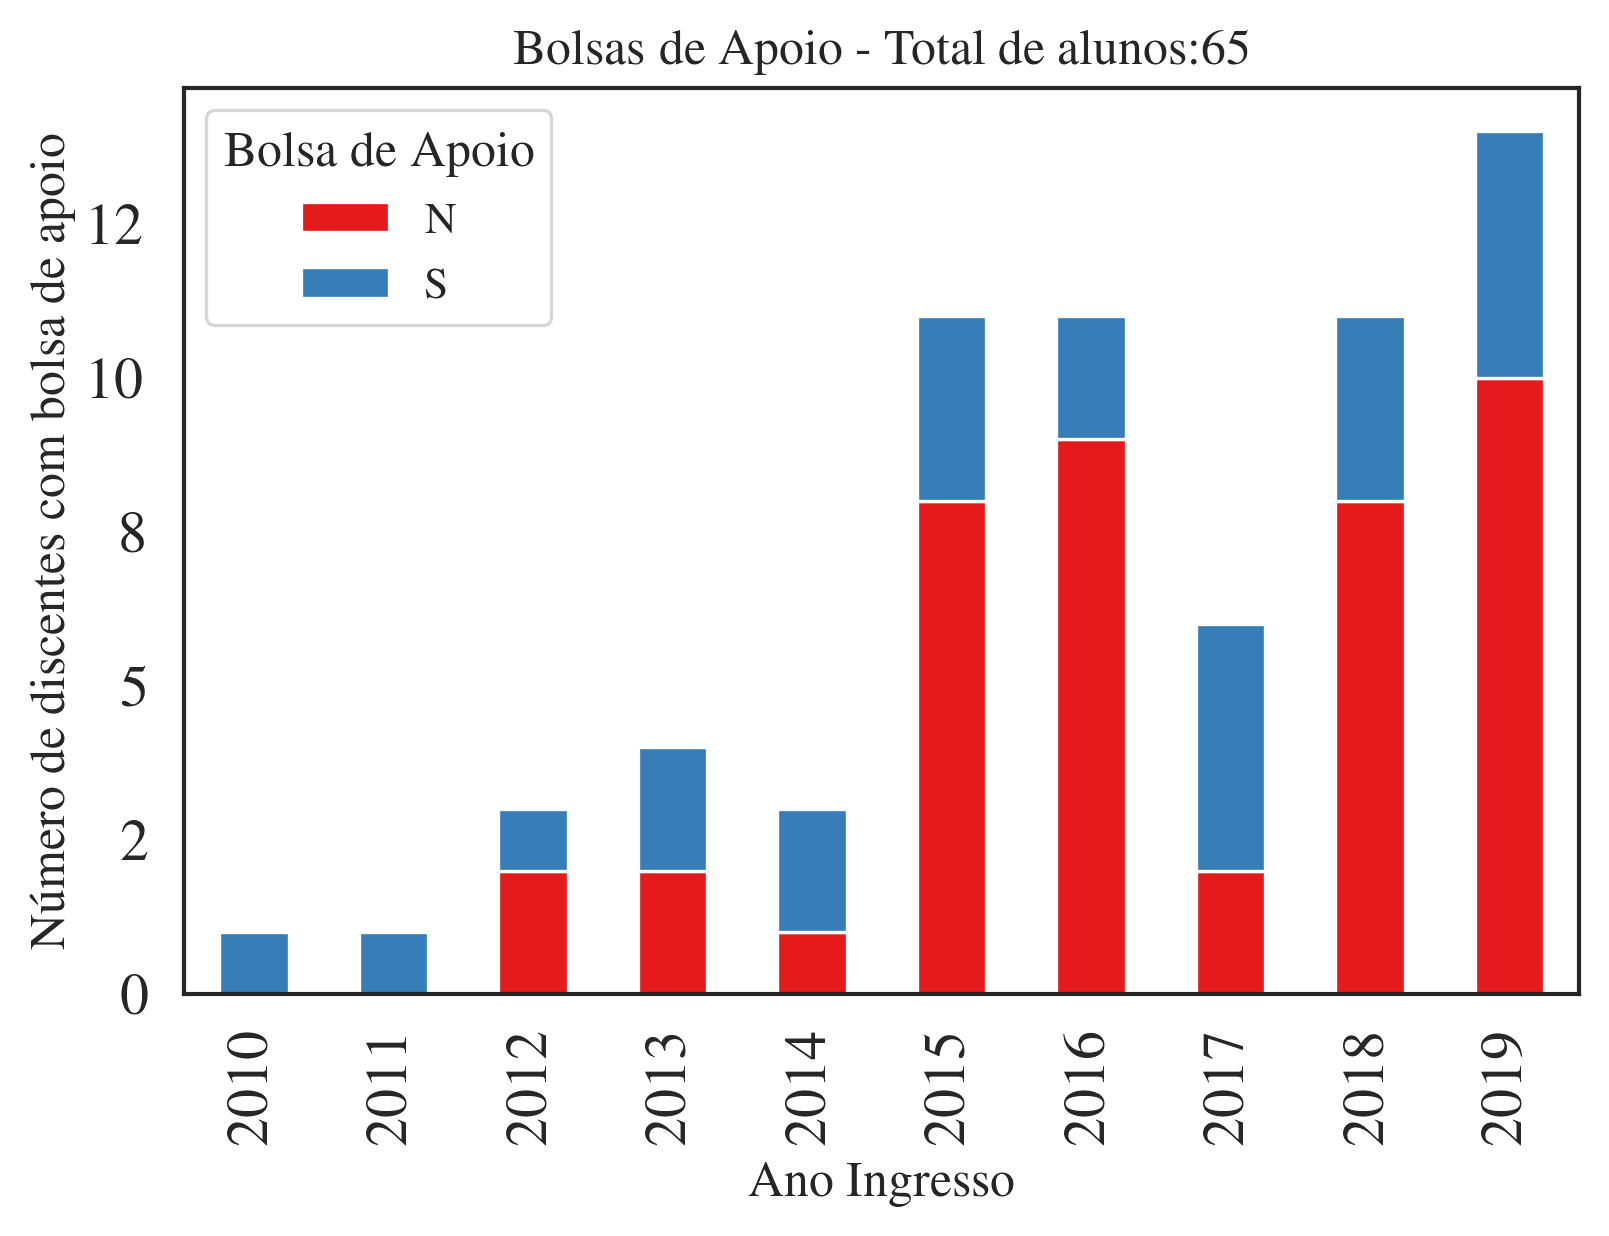 Bolsas de Apoio - Total de alunos:65
Número de discentes com bolsa de apoio
Bolsa de Apoio
N
S
12
10
8
5
2
0
2010
2011
2012
2013
2014
2015
2016
2017
2018
2019
Ano Ingresso